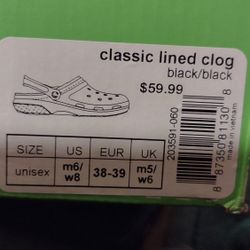 classic lined clog
black/black
$59.99
SIZE US EUR UK
unisex m6/w8 38-39 m5/w6
203591-060
8 87350 81130 8
made in vietnam